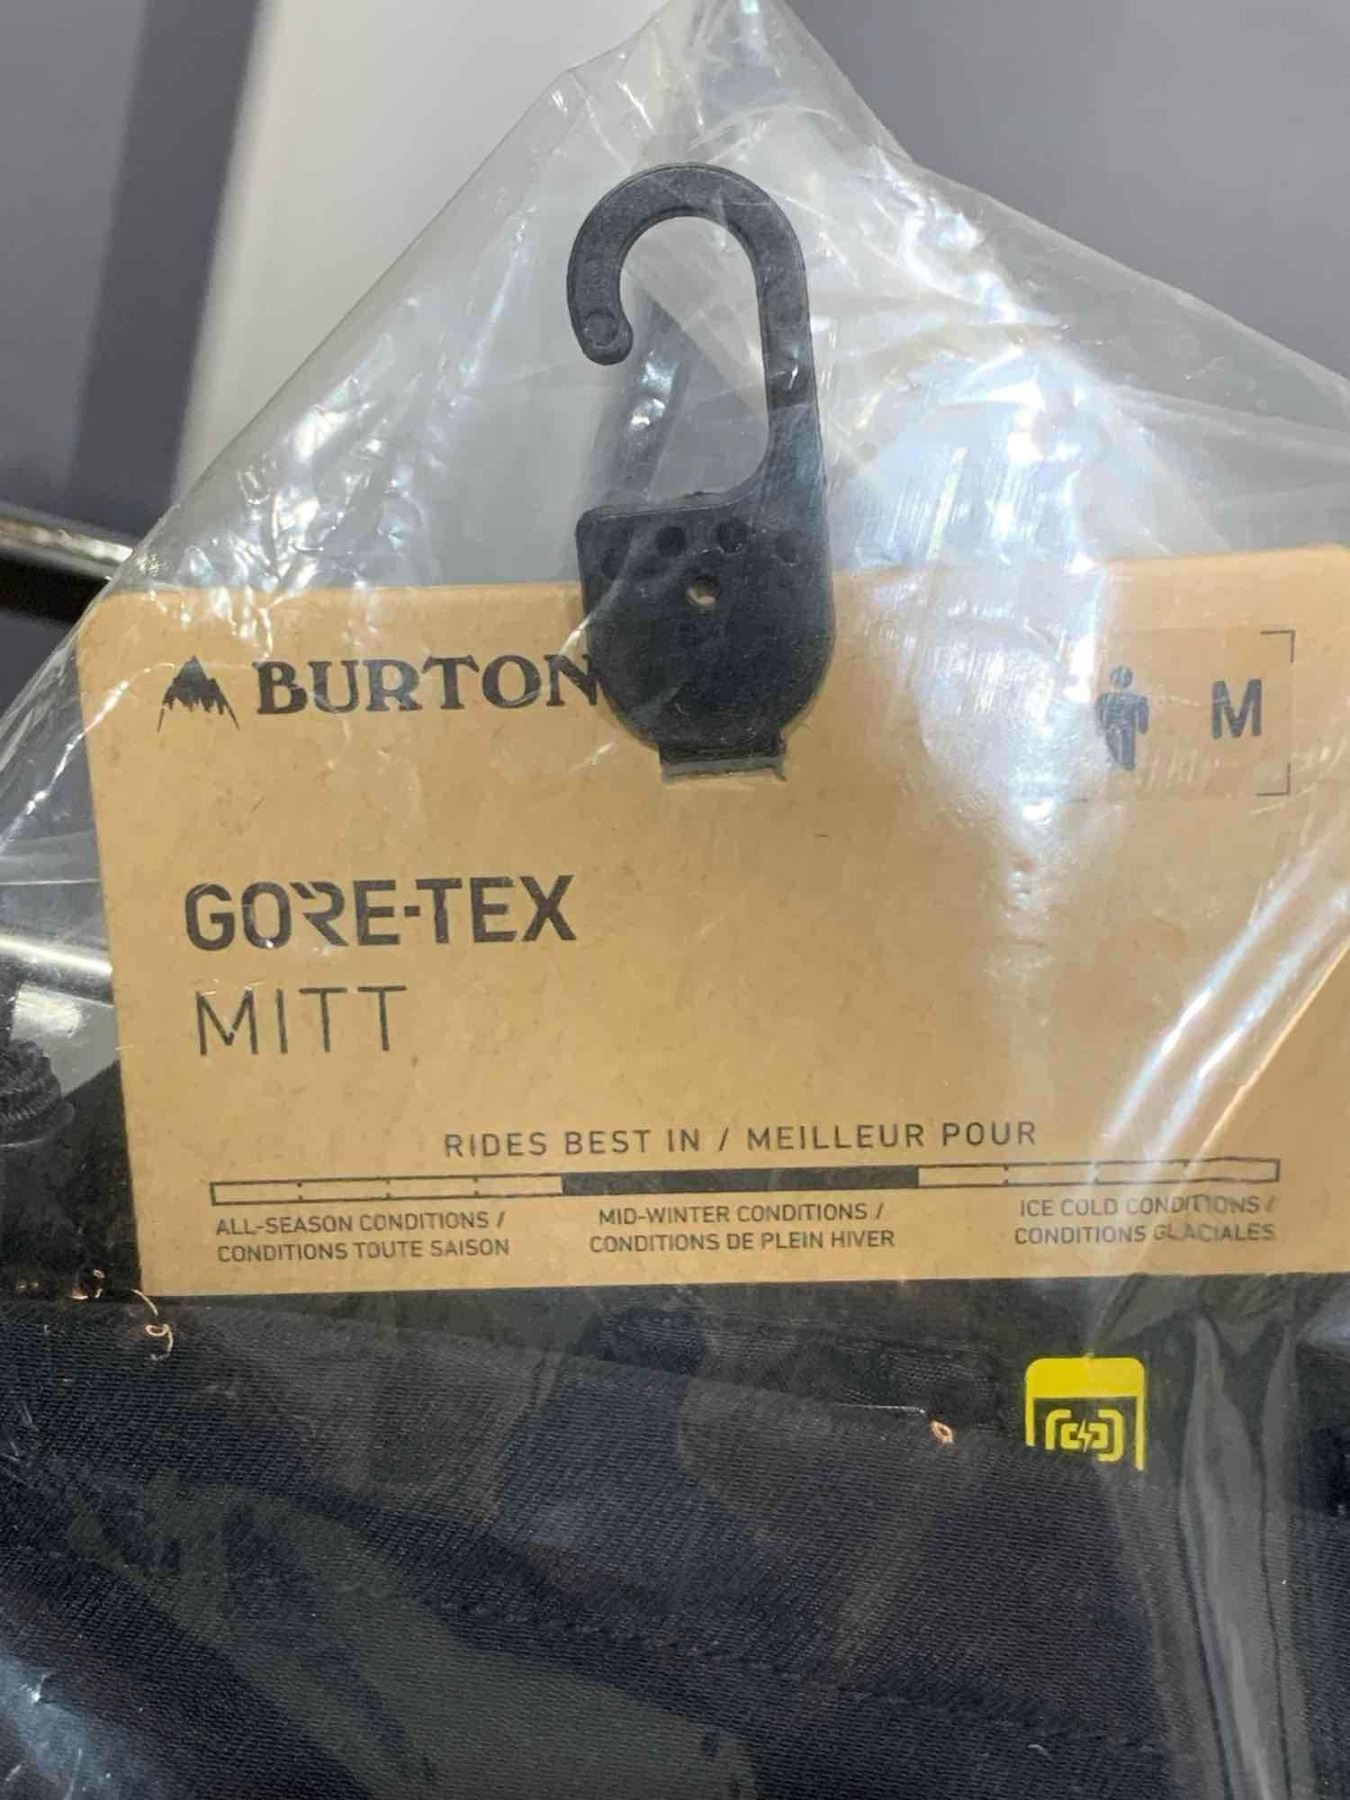 BURTON
M
GORE-TEX
MITT
RIDES BEST IN / MEILLEUR POUR
ALL-SEASON CONDITIONS /
CONDITIONS TOUTE SAISON
MID-WINTER CONDITIONS /
CONDITIONS DE PLEIN HIVER
ICE COLD CONDITIONS /
CONDITIONS GLACIALES